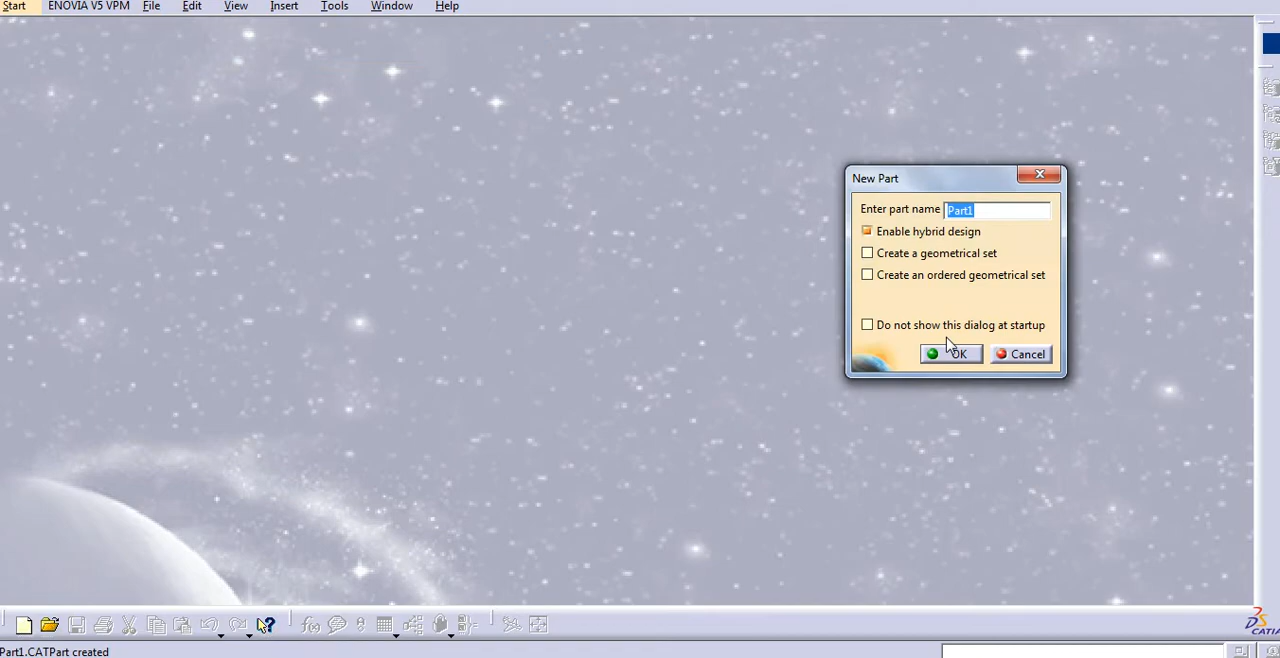 Start ENOVIA V5 VPM File Edit View Insert Tools Window Help
New Part
Enter part name Part1
Enable hybrid design
Create a geometrical set
Create an ordered geometrical set
Do not show this dialog at startup
OK Cancel
f(x)
DS
CATIA
Part1.CATPart created